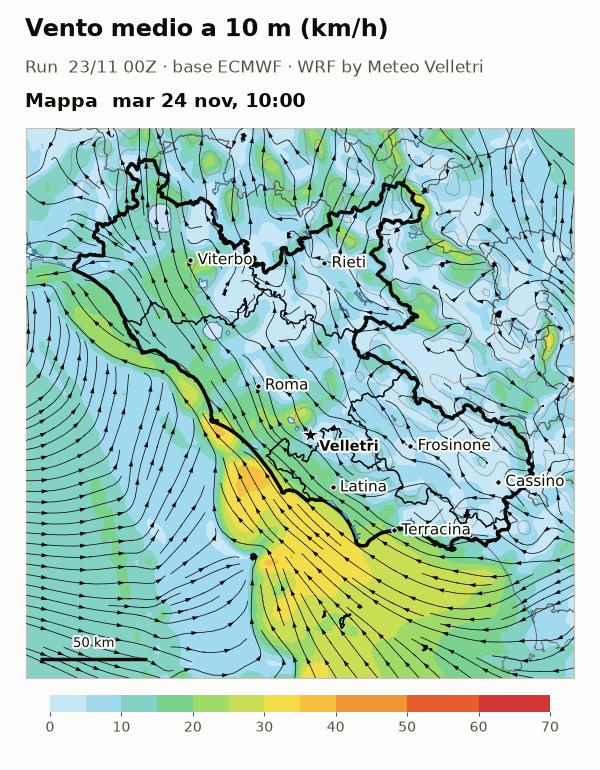 Vento medio a 10 m (km/h)
Run  23/11 00Z · base ECMWF · WRF by Meteo Velletri
Mappa  mar 24 nov, 10:00
Viterbo
Rieti
Roma
Velletri
Frosinone
Cassino
Latina
Terracina
50 km
0 10 20 30 40 50 60 70